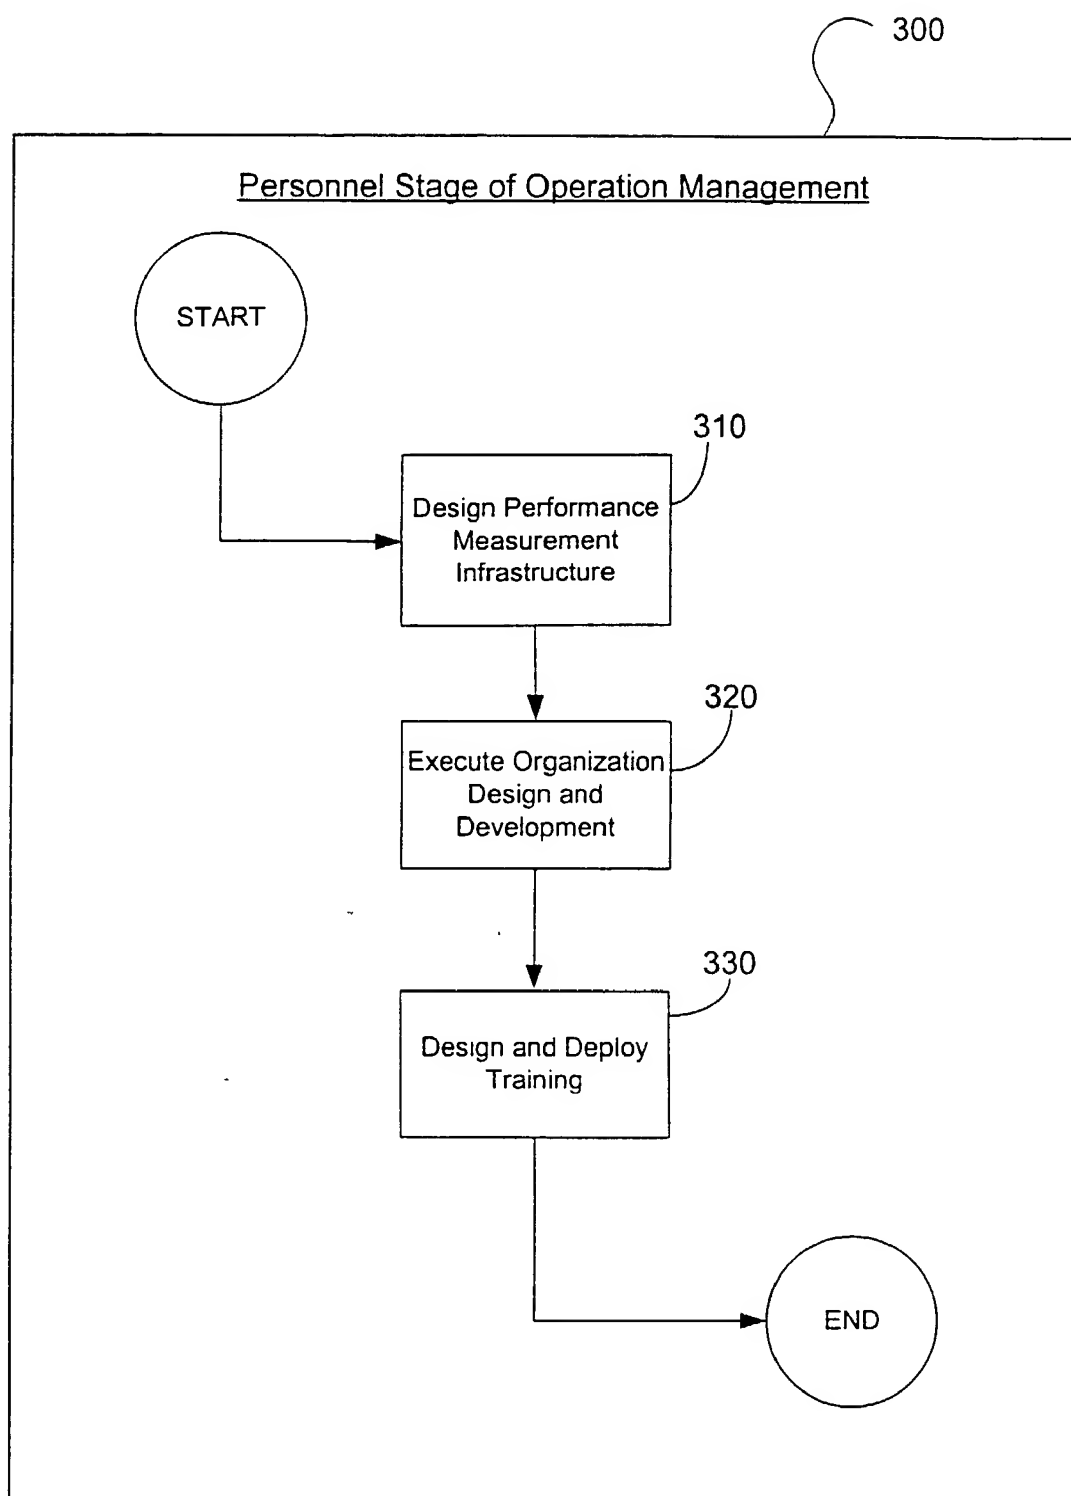 300
Personnel Stage of Operation Management
START
310
Design Performance
Measurement
Infrastructure
320
Execute Organization
Design and
Development
330
Design and Deploy
Training
END